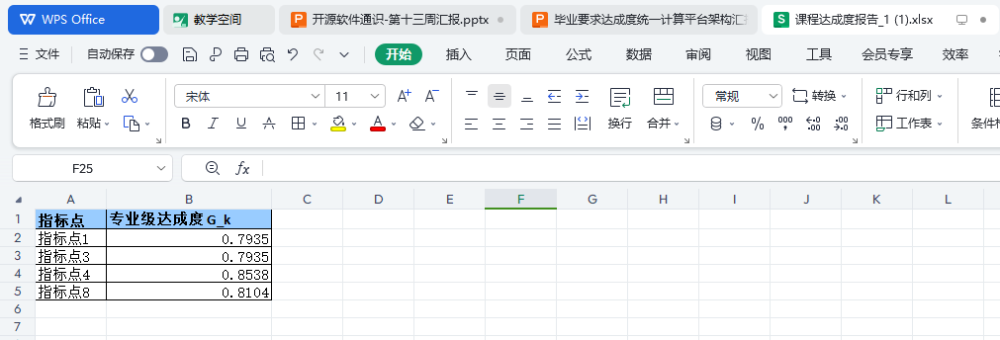 WPS Office
教学空间
开源软件通识-第十三周汇报.pptx
毕业要求达成度统一计算平台架构汇
课程达成度报告_1 (1).xlsx
文件
自动保存
开始
插入
页面
公式
数据
审阅
视图
工具
会员专享
效率
格式刷
粘贴
宋体
11
A+
A-
B I U A
A
换行
合并
常规
转换
%
行和列
工作表
条件格
F25
fx
A B C D E F G H I J K L
1 指标点 专业级达成度 G_k
2 指标点1 0.7935
3 指标点3 0.7935
4 指标点4 0.8538
5 指标点8 0.8104
6
7